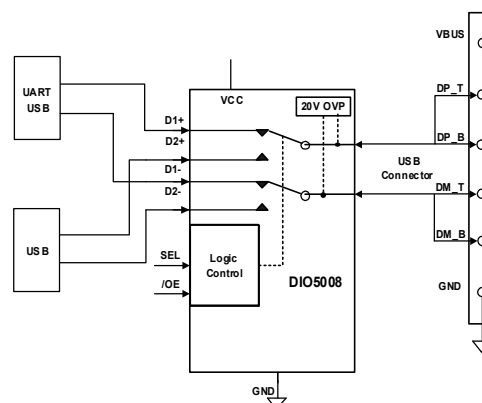 VBUS
UART
USB
VCC
20V OVP
DP_T
D1+
D2+
DP_B
USB
Connector
D1-
D2-
DM_T
USB
DM_B
SEL
Logic
Control
/OE
DIO5008
GND
GND